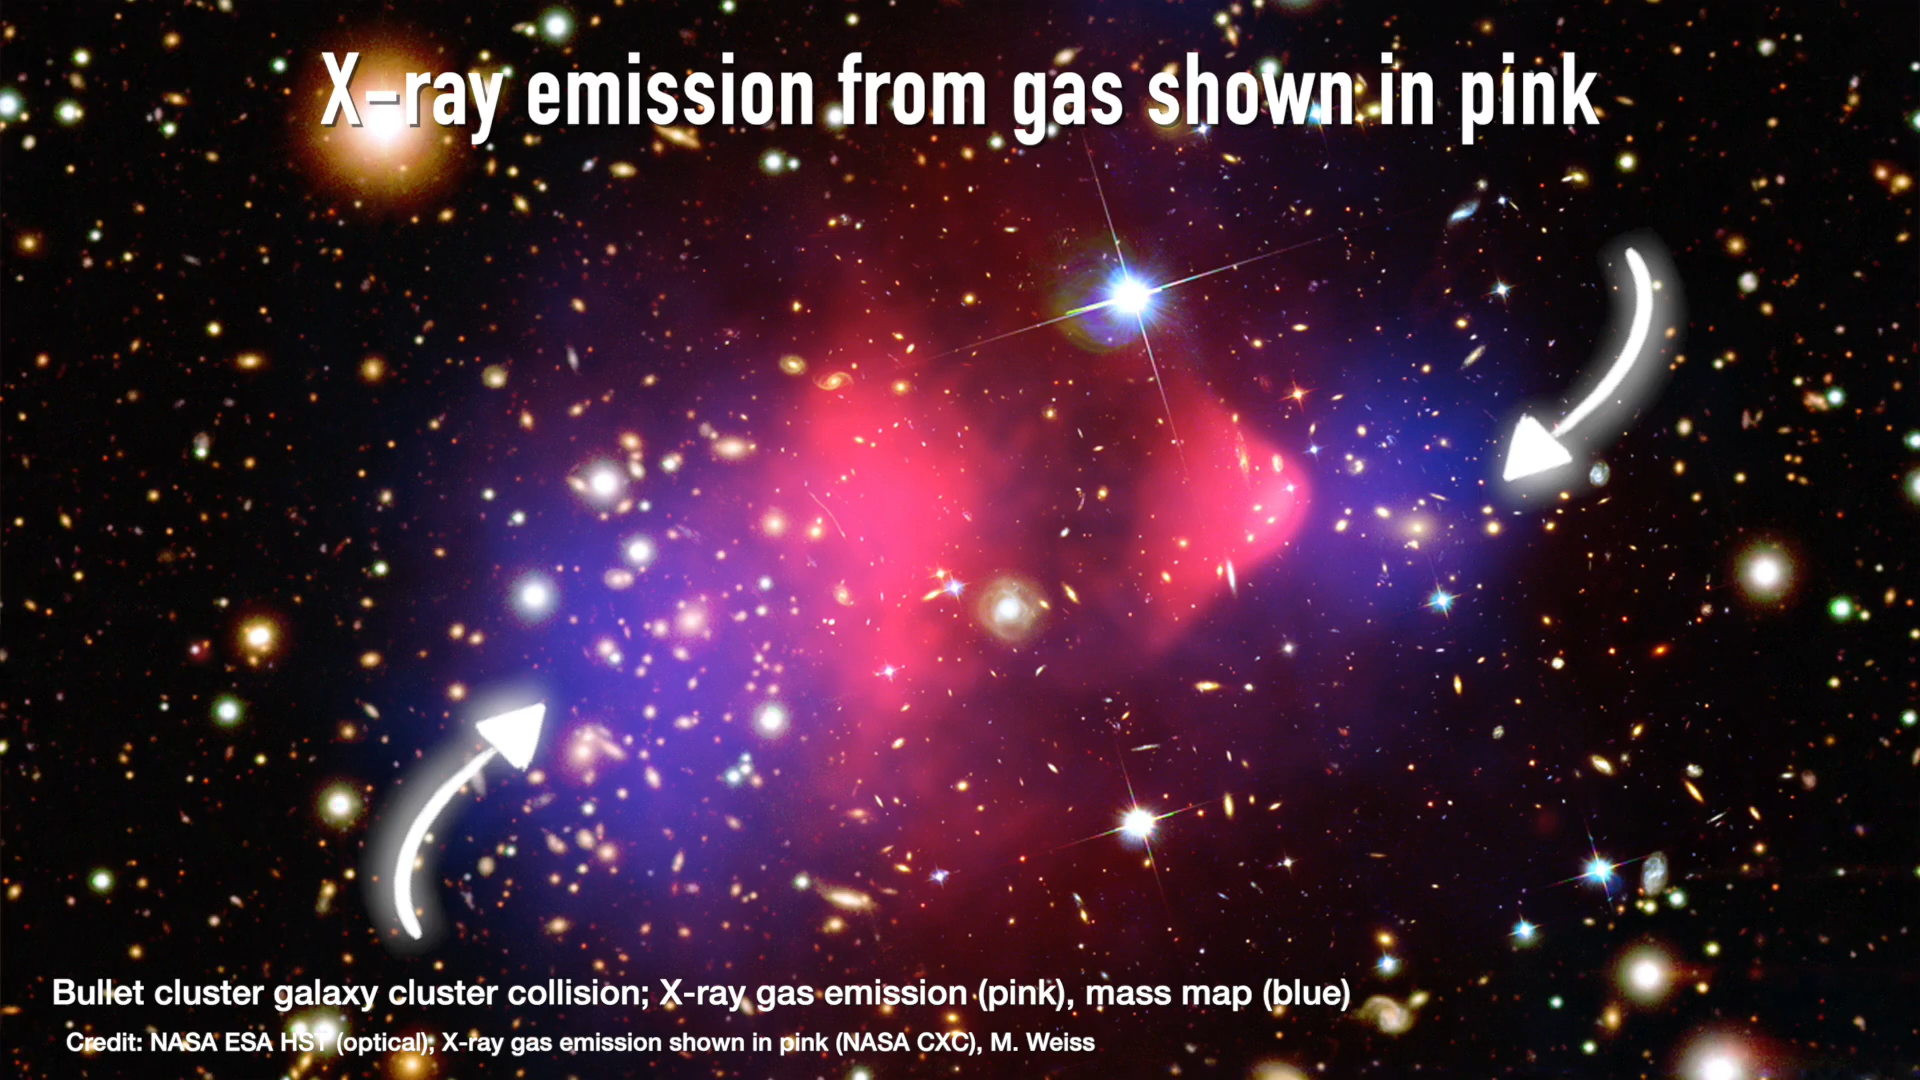 X-ray emission from gas shown in pink
Bullet cluster galaxy cluster collision; X-ray gas emission (pink), mass map (blue)
Credit: NASA ESA HST (optical), X-ray gas emission shown in pink (NASA CXC), M. Weiss